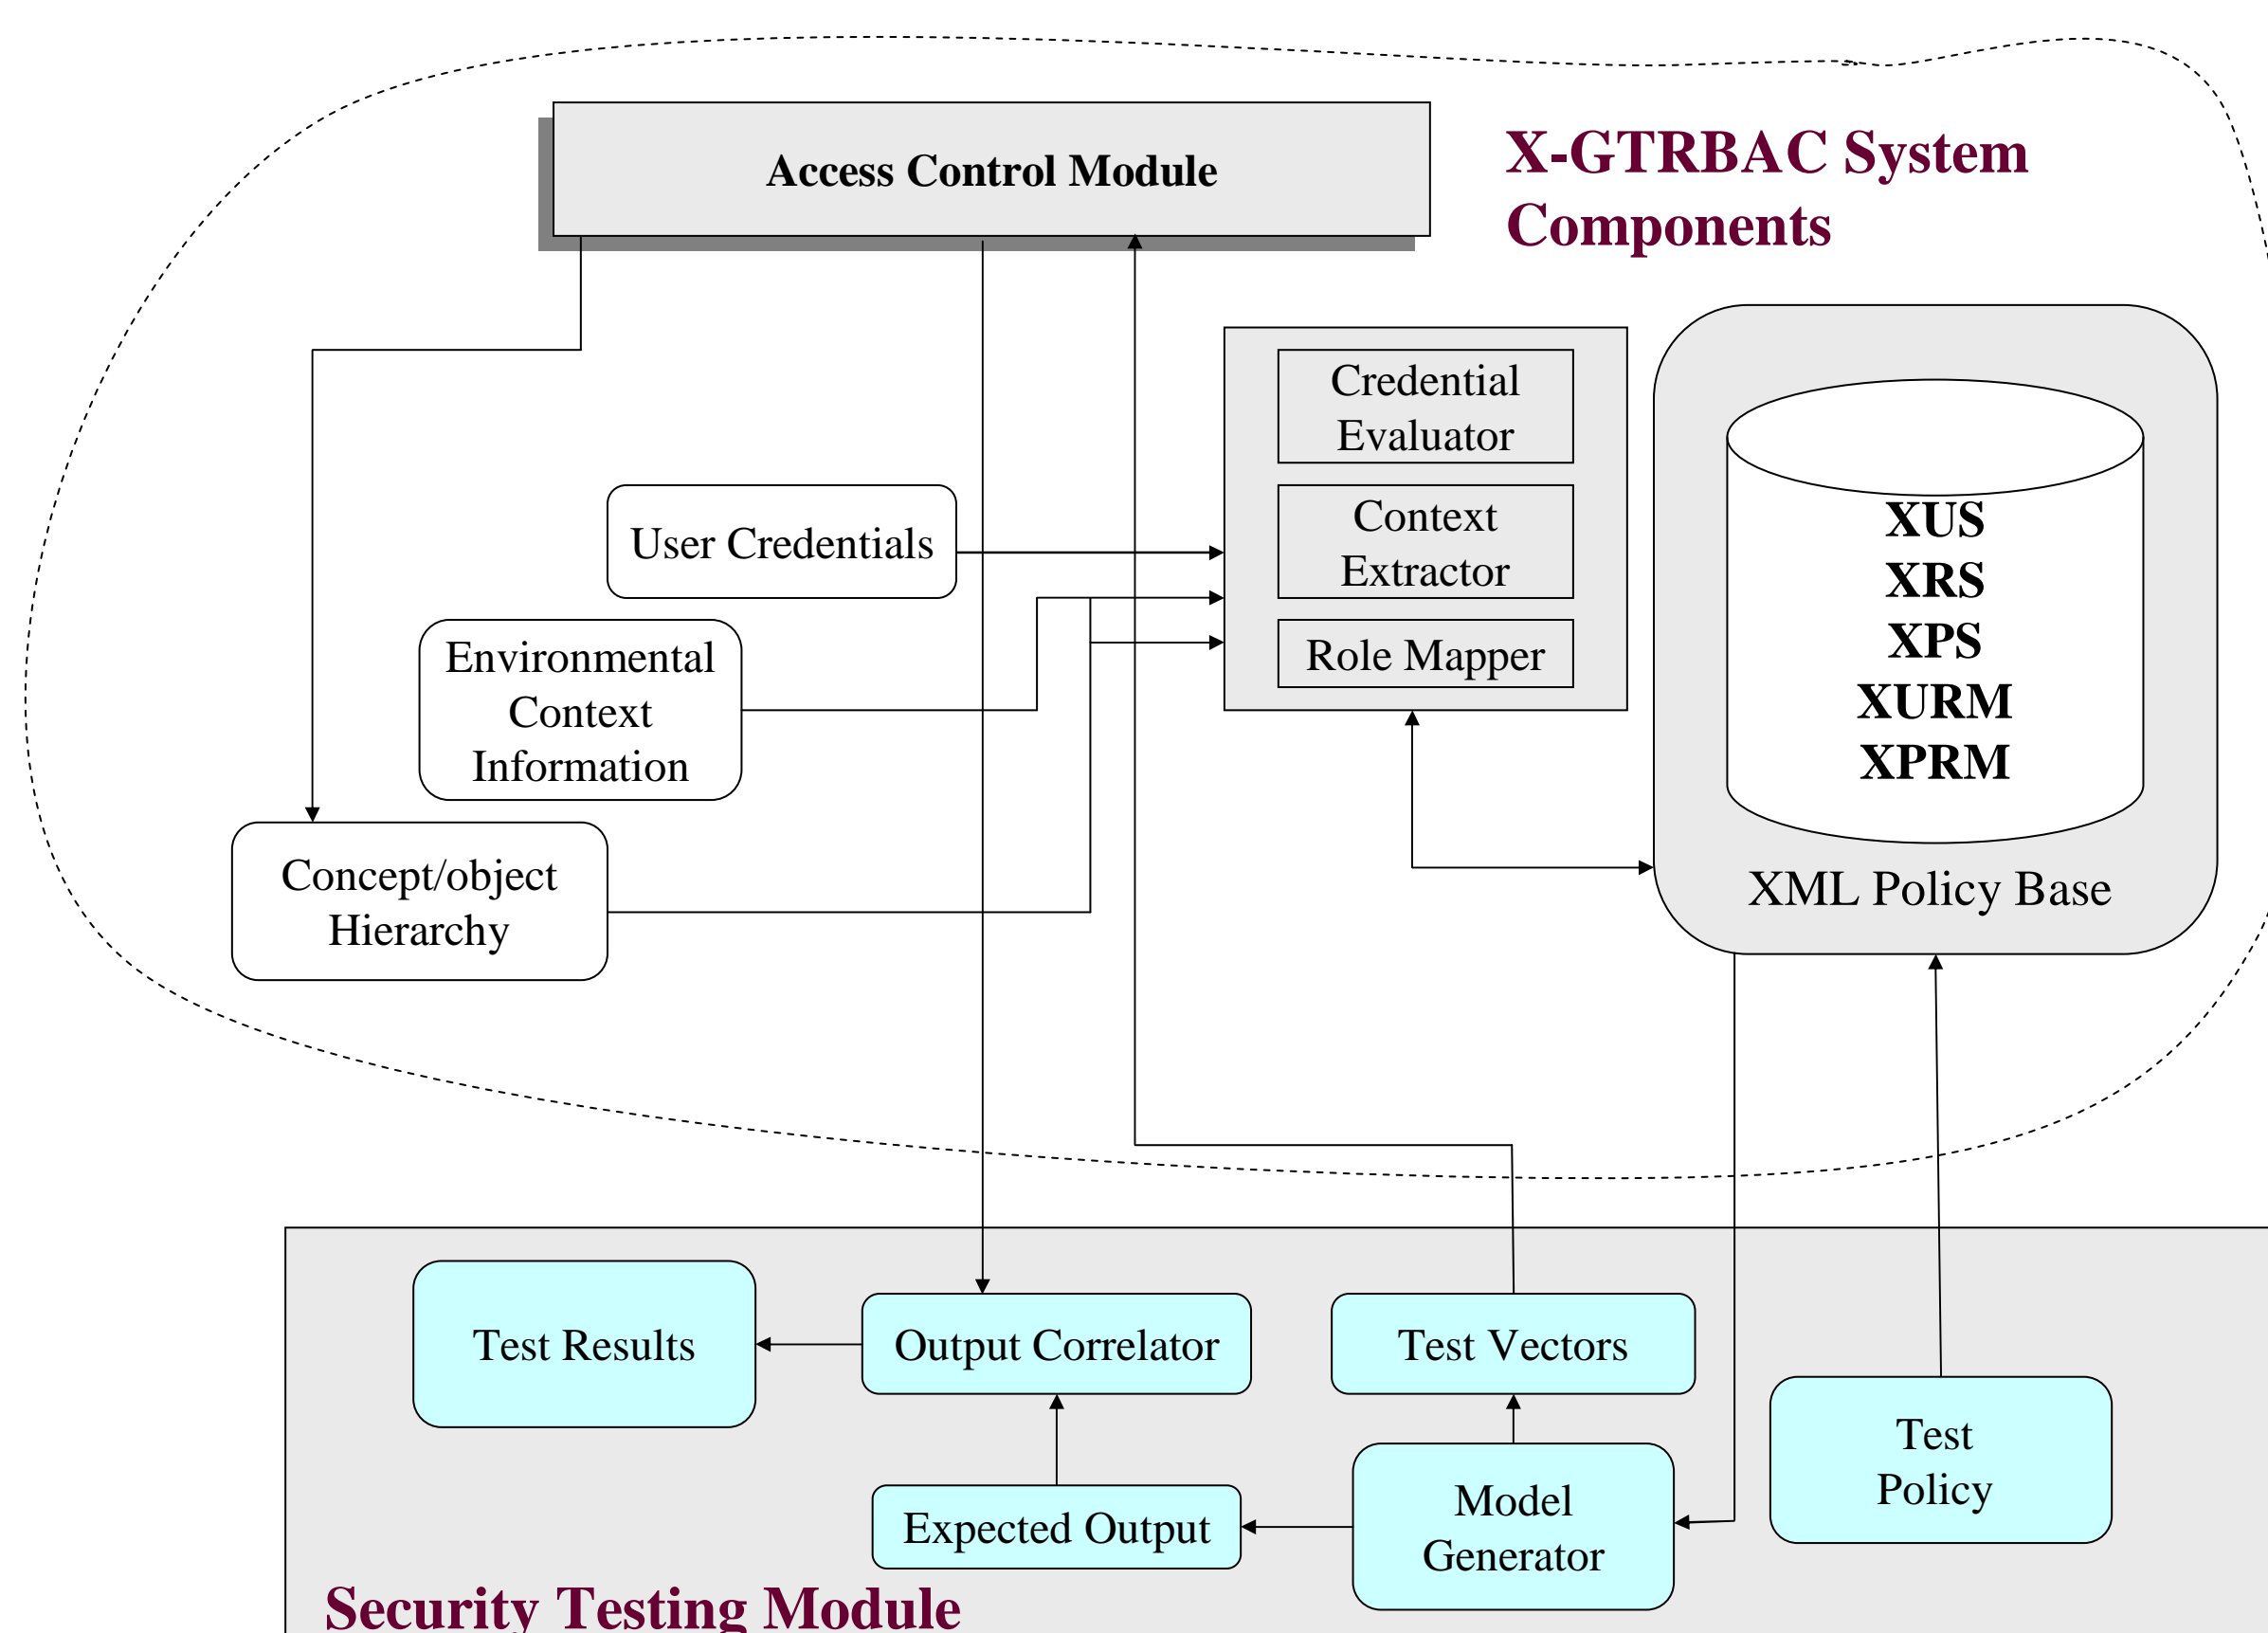 Access Control Module
X-GTRBAC System
Components
Credential
Evaluator
Context
Extractor
Role Mapper
User Credentials
Environmental
Context
Information
Concept/object
Hierarchy
XUS
XRS
XPS
XURM
XPRM
XML Policy Base
Test Results
Output Correlator
Test Vectors
Test
Policy
Expected Output
Model
Generator
Security Testing Module